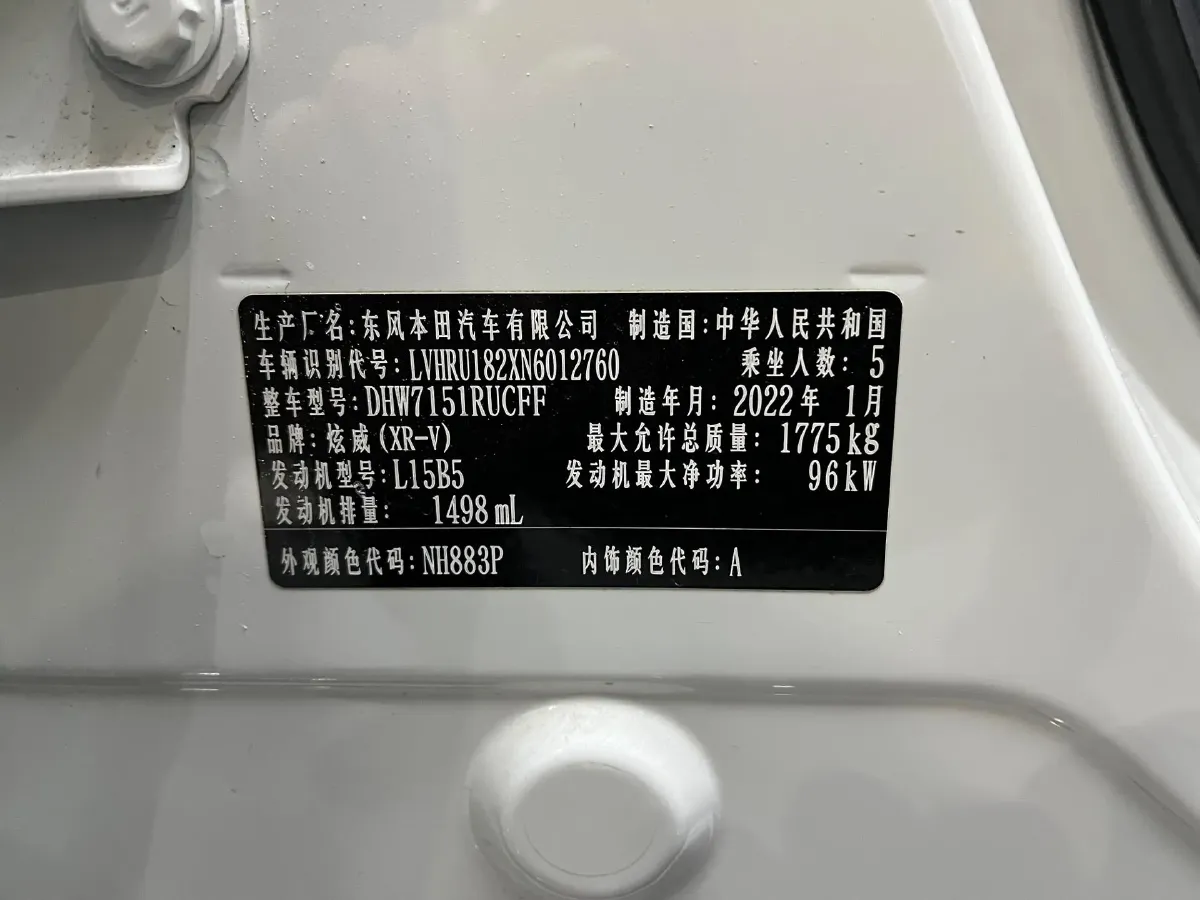 生产厂名:东风本田汽车有限公司 制造国:中华人民共和国
车辆识别代号:LVHRU182XN6012760 乘坐人数: 5
整车型号:DHW7151RUCFF 制造年月: 2022年 1月
品牌: 炫威(XR-V) 最大允许总质量: 1775kg
发动机型号:L15B5 发动机最大净功率: 96kW
发动机排量: 1498mL
外观颜色代码:NH883P 内饰颜色代码: A